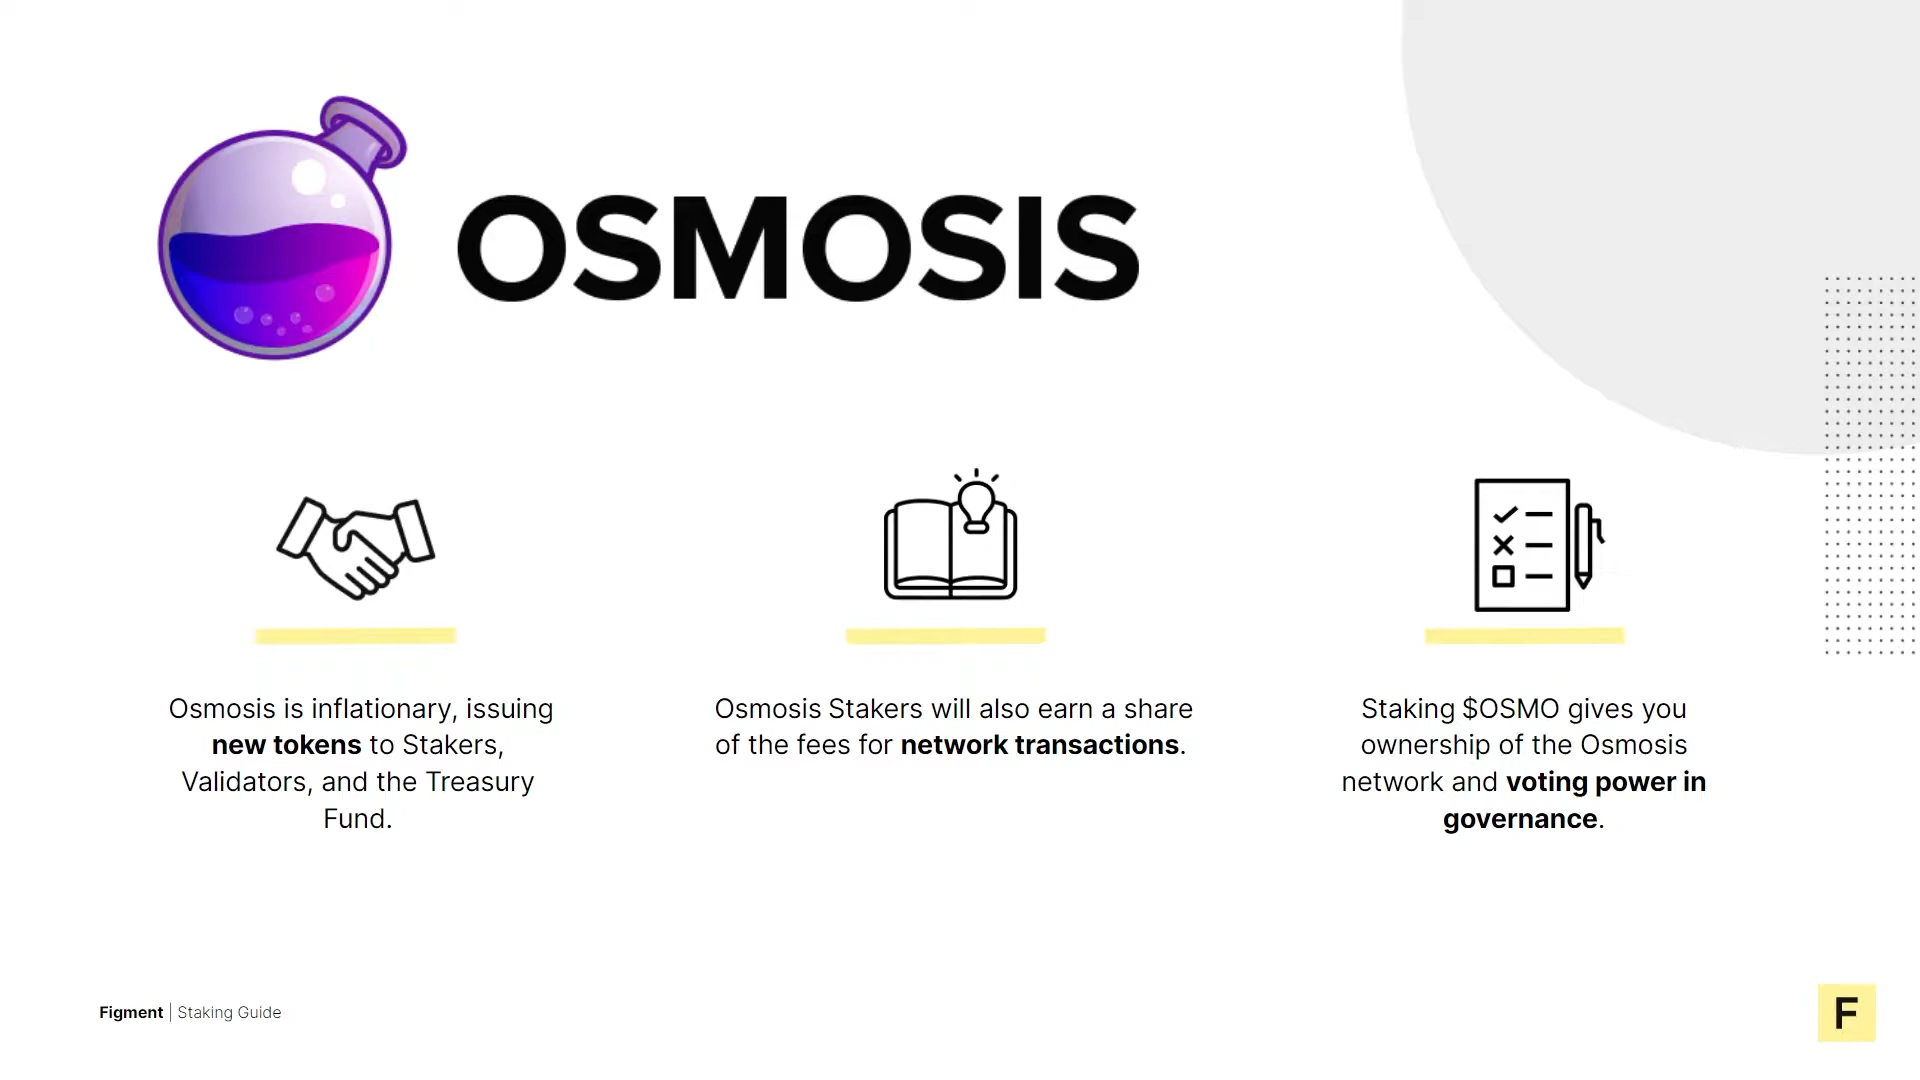 OSMOSIS
Osmosis is inflationary, issuing
new tokens to Stakers,
Validators, and the Treasury
Fund.
Osmosis Stakers will also earn a share
of the fees for network transactions.
Staking $OSMO gives you
ownership of the Osmosis
network and voting power in
governance.
Figment | Staking Guide
F